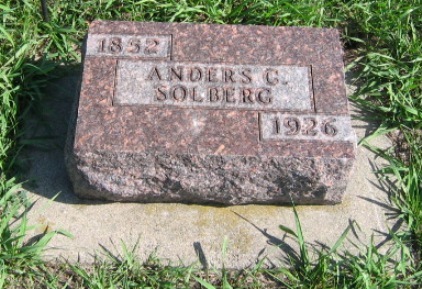 1852
ANDERS C.
SOLBERG
1926